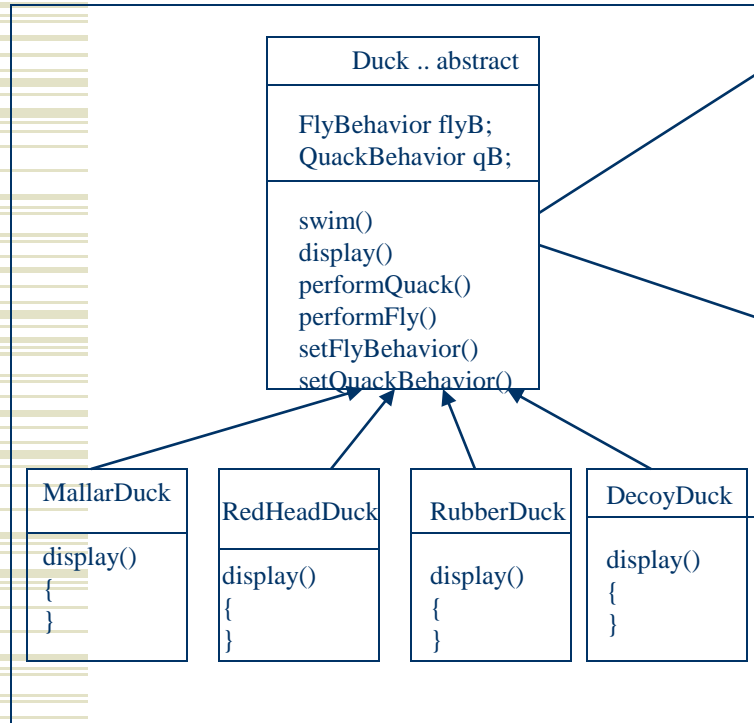 Duck .. abstract
FlyBehavior flyB;
QuackBehavior qB;
swim()
display()
performQuack()
performFly()
setFlyBehavior()
setQuackBehavior()
MallarDuck
display()
{
}
RedHeadDuck
display()
{
}
RubberDuck
display()
{
}
DecoyDuck
display()
{
}